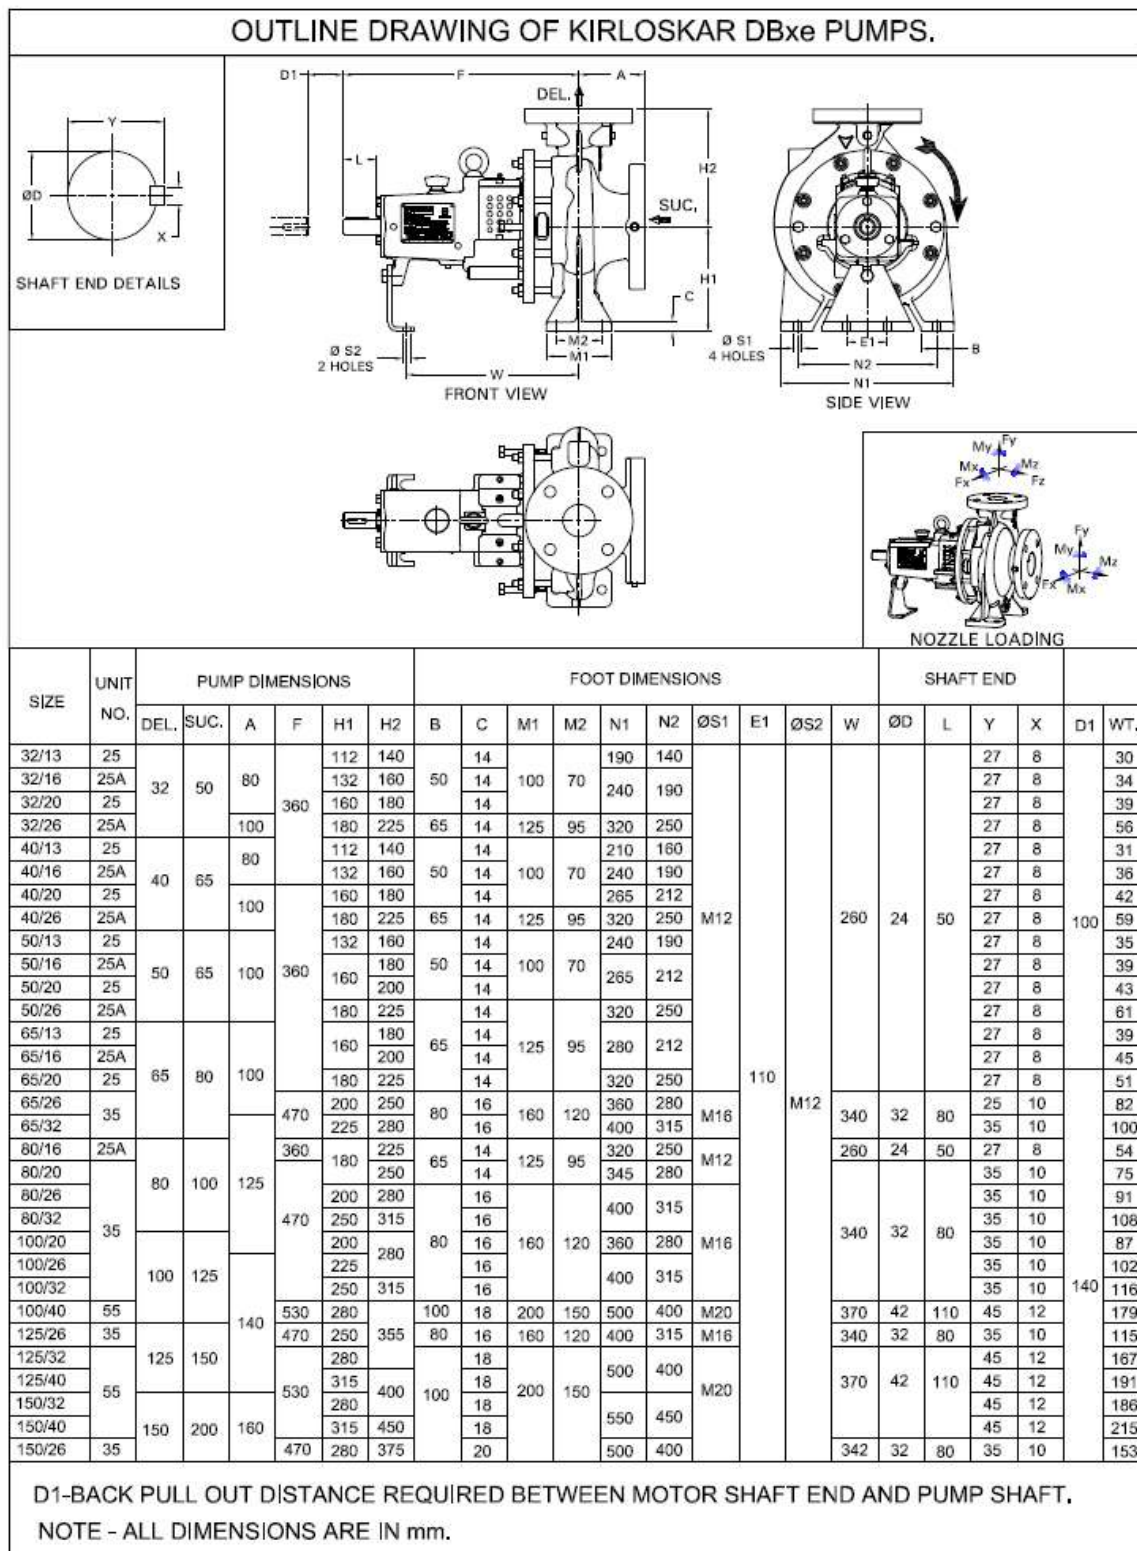 OUTLINE DRAWING OF KIRLOSKAR DBxe PUMPS.
D1 F A
DEL.
Y
L
H2
ØD
SUC.
X
H1
SHAFT END DETAILS
C
Ø S2
2 HOLES
M2
M1
Ø S1
4 HOLES
E1
B
W
N2
N1
FRONT VIEW
SIDE VIEW
My Fy
Mx Mz
Fx Fz
Fy
My Mz
Fx Mx
NOZZLE LOADING
SIZE UNIT NO. PUMP DIMENSIONS FOOT DIMENSIONS SHAFT END
DEL. SUC. A F H1 H2 B C M1 M2 N1 N2 ØS1 E1 ØS2 W ØD L Y X D1 WT.
32/13 25 32 50 80 360 112 140 50 14 100 70 190 140 M12 110 M12 260 24 50 27 8 100 30
32/16 25A 132 160 14 240 190 27 8 34
32/20 25 160 180 14 27 8 39
32/26 25A 100 180 225 65 14 125 95 320 250 27 8 56
40/13 25 40 65 80 112 140 50 14 100 70 210 160 27 8 31
40/16 25A 132 160 14 240 190 27 8 36
40/20 25 100 360 160 180 14 265 212 27 8 42
40/26 25A 180 225 65 14 125 95 320 250 27 8 59
50/13 25 50 65 100 132 160 50 14 100 70 240 190 27 8 35
50/16 25A 160 180 14 265 212 27 8 39
50/20 25 200 14 27 8 43
50/26 25A 180 225 65 14 125 95 320 250 27 8 61
65/13 25 65 80 100 160 180 14 280 212 27 8 39
65/16 25A 200 14 27 8 45
65/20 25 180 225 14 320 250 27 8 140 51
65/26 35 470 200 250 80 16 160 120 360 280 M16 340 32 80 25 10 82
65/32 125 225 280 16 400 315 35 10 100
80/16 25A 80 100 360 180 225 65 14 125 95 320 250 M12 260 24 50 27 8 54
80/20 35 470 250 14 345 280 340 32 80 35 10 75
80/26 200 280 80 16 160 120 400 315 M16 35 10 91
80/32 250 315 16 35 10 108
100/20 100 125 200 280 16 360 280 35 10 87
100/26 140 225 16 400 315 35 10 102
100/32 250 315 16 35 10 116
100/40 55 530 280 355 100 18 200 150 500 400 M20 370 42 110 45 12 179
125/26 35 125 150 470 250 80 16 160 120 400 315 M16 340 32 80 35 10 115
125/32 55 530 280 100 18 200 150 500 400 M20 370 42 110 45 12 167
125/40 315 400 18 45 12 191
150/32 150 200 160 280 18 550 450 45 12 186
150/40 315 450 18 45 12 215
150/26 35 470 280 375 20 500 400 342 32 80 35 10 153
D1-BACK PULL OUT DISTANCE REQUIRED BETWEEN MOTOR SHAFT END AND PUMP SHAFT.
NOTE - ALL DIMENSIONS ARE IN mm.